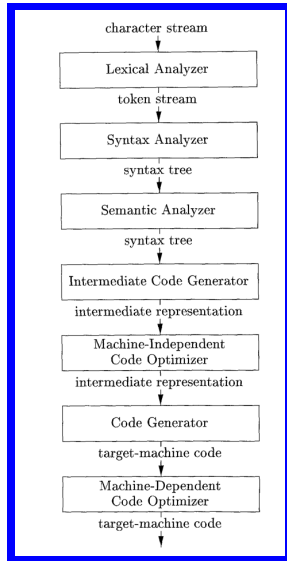 character stream
Lexical Analyzer
token stream
Syntax Analyzer
syntax tree
Semantic Analyzer
syntax tree
Intermediate Code Generator
intermediate representation
Machine-Independent
Code Optimizer
intermediate representation
Code Generator
target-machine code
Machine-Dependent
Code Optimizer
target-machine code